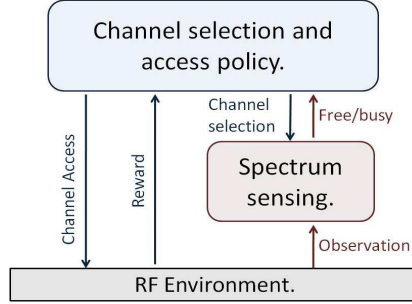 Channel selection and
access policy.
Channel
selection
Free/busy
Channel Access
Reward
Spectrum
sensing.
Observation
RF Environment.